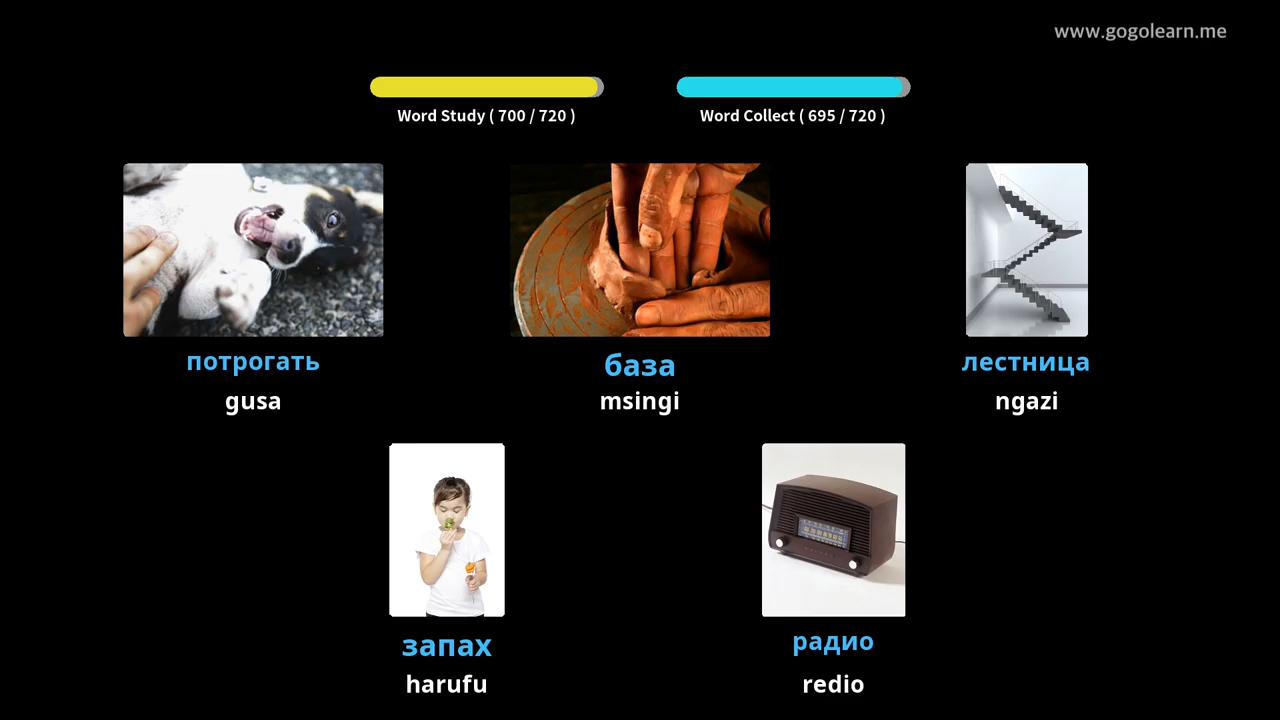 www.gogolearn.me
Word Study ( 700 / 720 )
Word Collect ( 695 / 720 )
потрогать
gusa
база
msingi
лестница
ngazi
запах
harufu
радио
redio